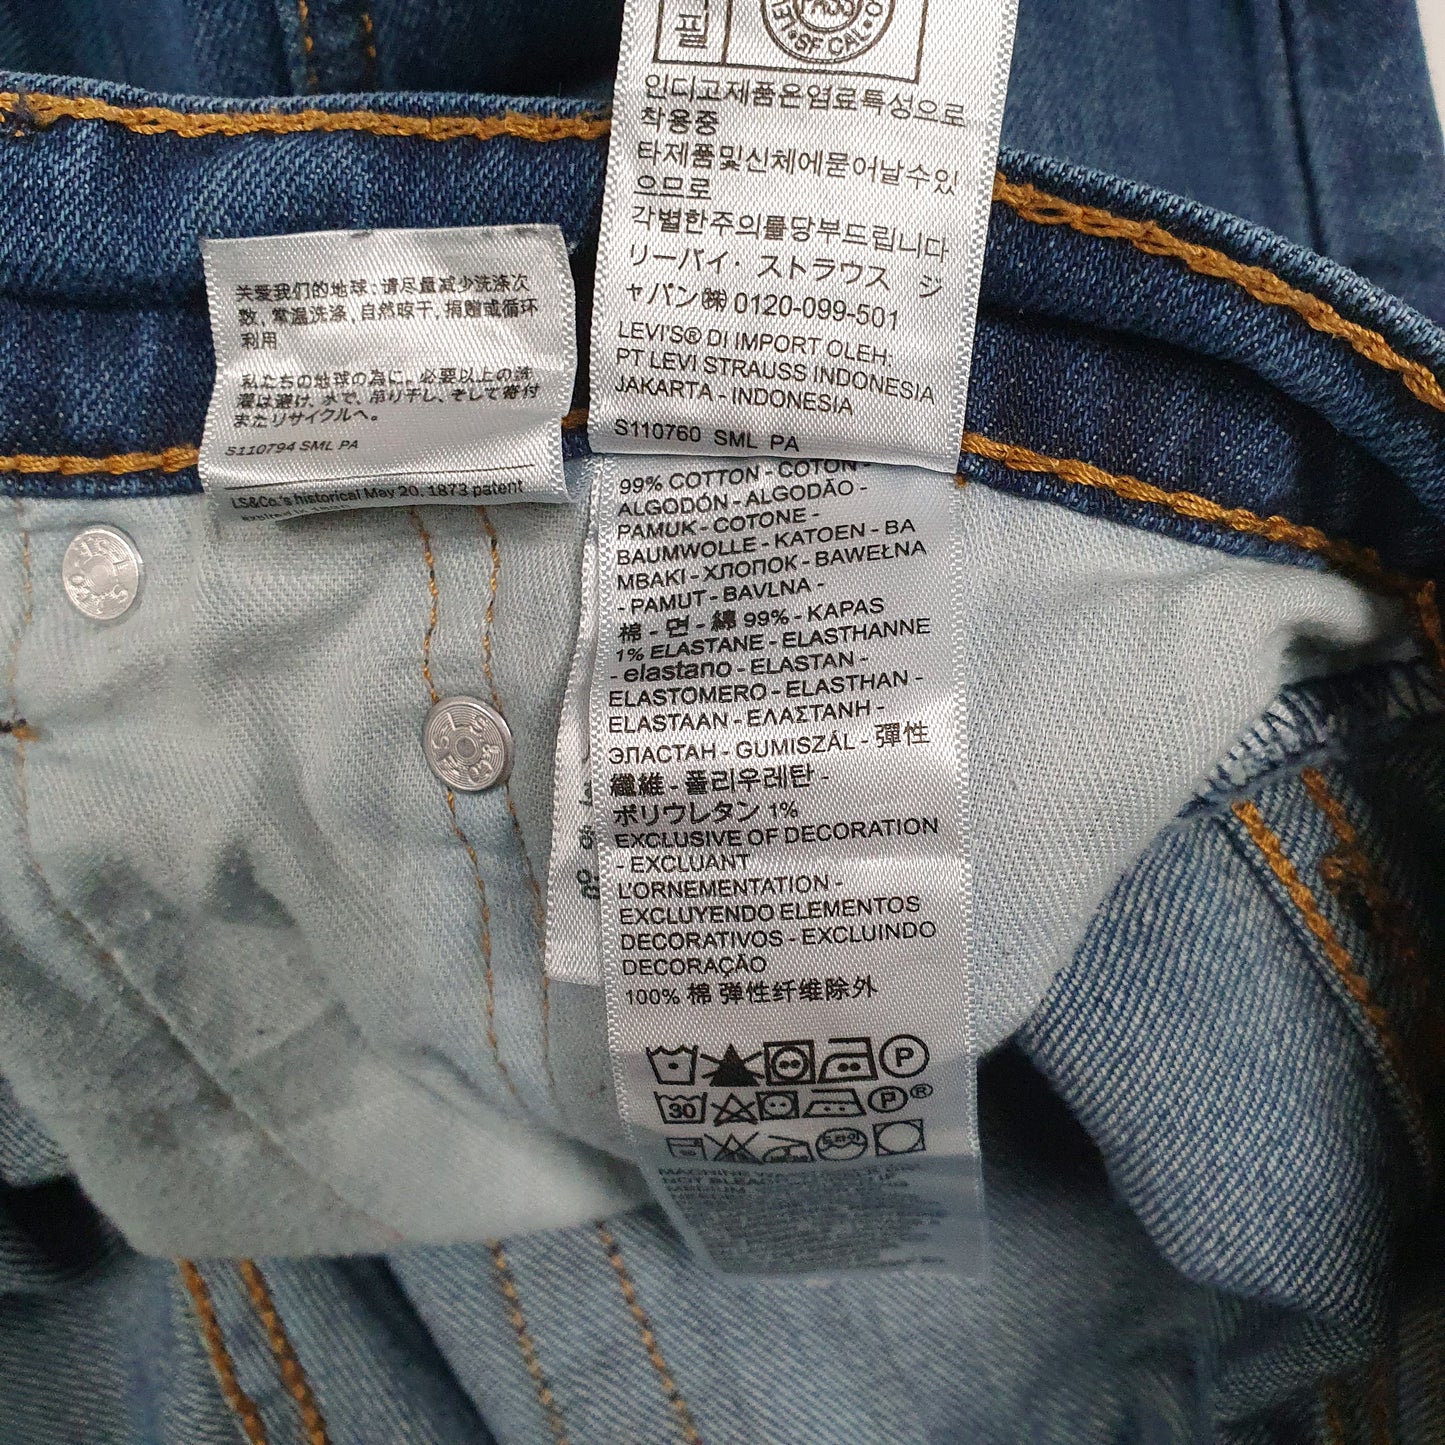 필
PASS
SF CAL
인디고제품은염료특성으로
착용중
타제품및신체에묻어날수있
으므로
각별한주의를당부드립니다
リーバイ・ストラウス ジ
ャパン㈱ 0120-099-501
LEVI'S® DI IMPORT OLEH:
PT LEVI STRAUSS INDONESIA
JAKARTA - INDONESIA
S110760 SML PA
关爱我们的地球:请尽量减少洗涤次
数,常温洗涤,自然晾干,捐赠或循环
利用
私たちの地球の為に、必要以上の洗
濯は避け、水で、吊り干し、そして寄付
またリサイクルへ。
S110794 SML PA
LS&Co.'s historical May 20, 1873 patent
99% COTTON - COTON -
ALGODÓN - ALGODÃO -
PAMUK - COTONE -
BAUMWOLLE - KATOEN - BA
MBAKI - ХЛОПОК - BAWEŁNA
- PAMUT - BAVLNA -
棉 - 면 - 綿 99% - KAPAS
1% ELASTANE - ELASTHANNE
- elastano - ELASTAN -
ELASTOMERO - ELASTHAN -
ELASTAAN - ΕΛΑΣΤΑΝΗ -
ЭЛАСТАН - GUMISZÁL - 彈性
纖維 - 폴리우레탄 -
ポリウレタン 1%
EXCLUSIVE OF DECORATION
- EXCLUANT
L'ORNEMENTATION -
EXCLUYENDO ELEMENTOS
DECORATIVOS - EXCLUINDO
DECORAÇÃO
100% 棉 弹性纤维除外
P
30 P®
드라이
MACHINE